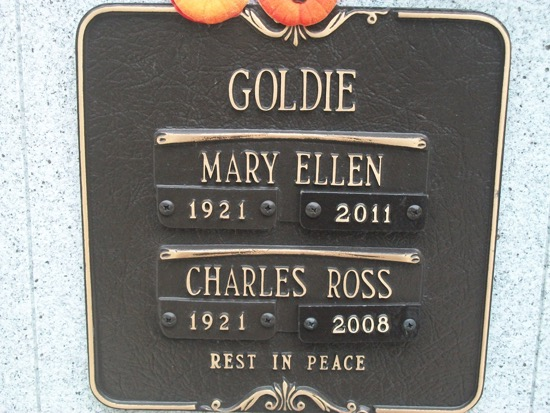 GOLDIE
MARY ELLEN
1921 2011
CHARLES ROSS
1921 2008
REST IN PEACE